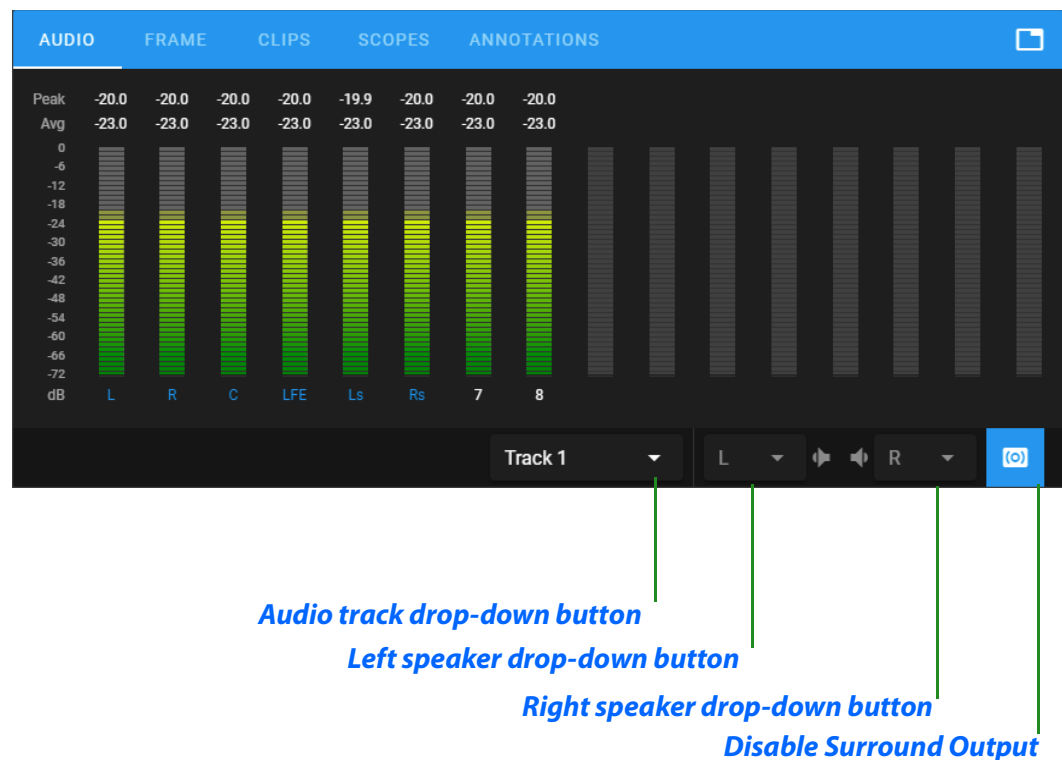 AUDIO FRAME CLIPS SCOPES ANNOTATIONS
Peak -20.0 -20.0 -20.0 -20.0 -19.9 -20.0 -20.0 -20.0
Avg -23.0 -23.0 -23.0 -23.0 -23.0 -23.0 -23.0 -23.0
0
-6
-12
-18
-24
-30
-36
-42
-48
-54
-60
-66
-72
dB L R C LFE Ls Rs 7 8
Track 1 L R
Audio track drop-down button
Left speaker drop-down button
Right speaker drop-down button
Disable Surround Output